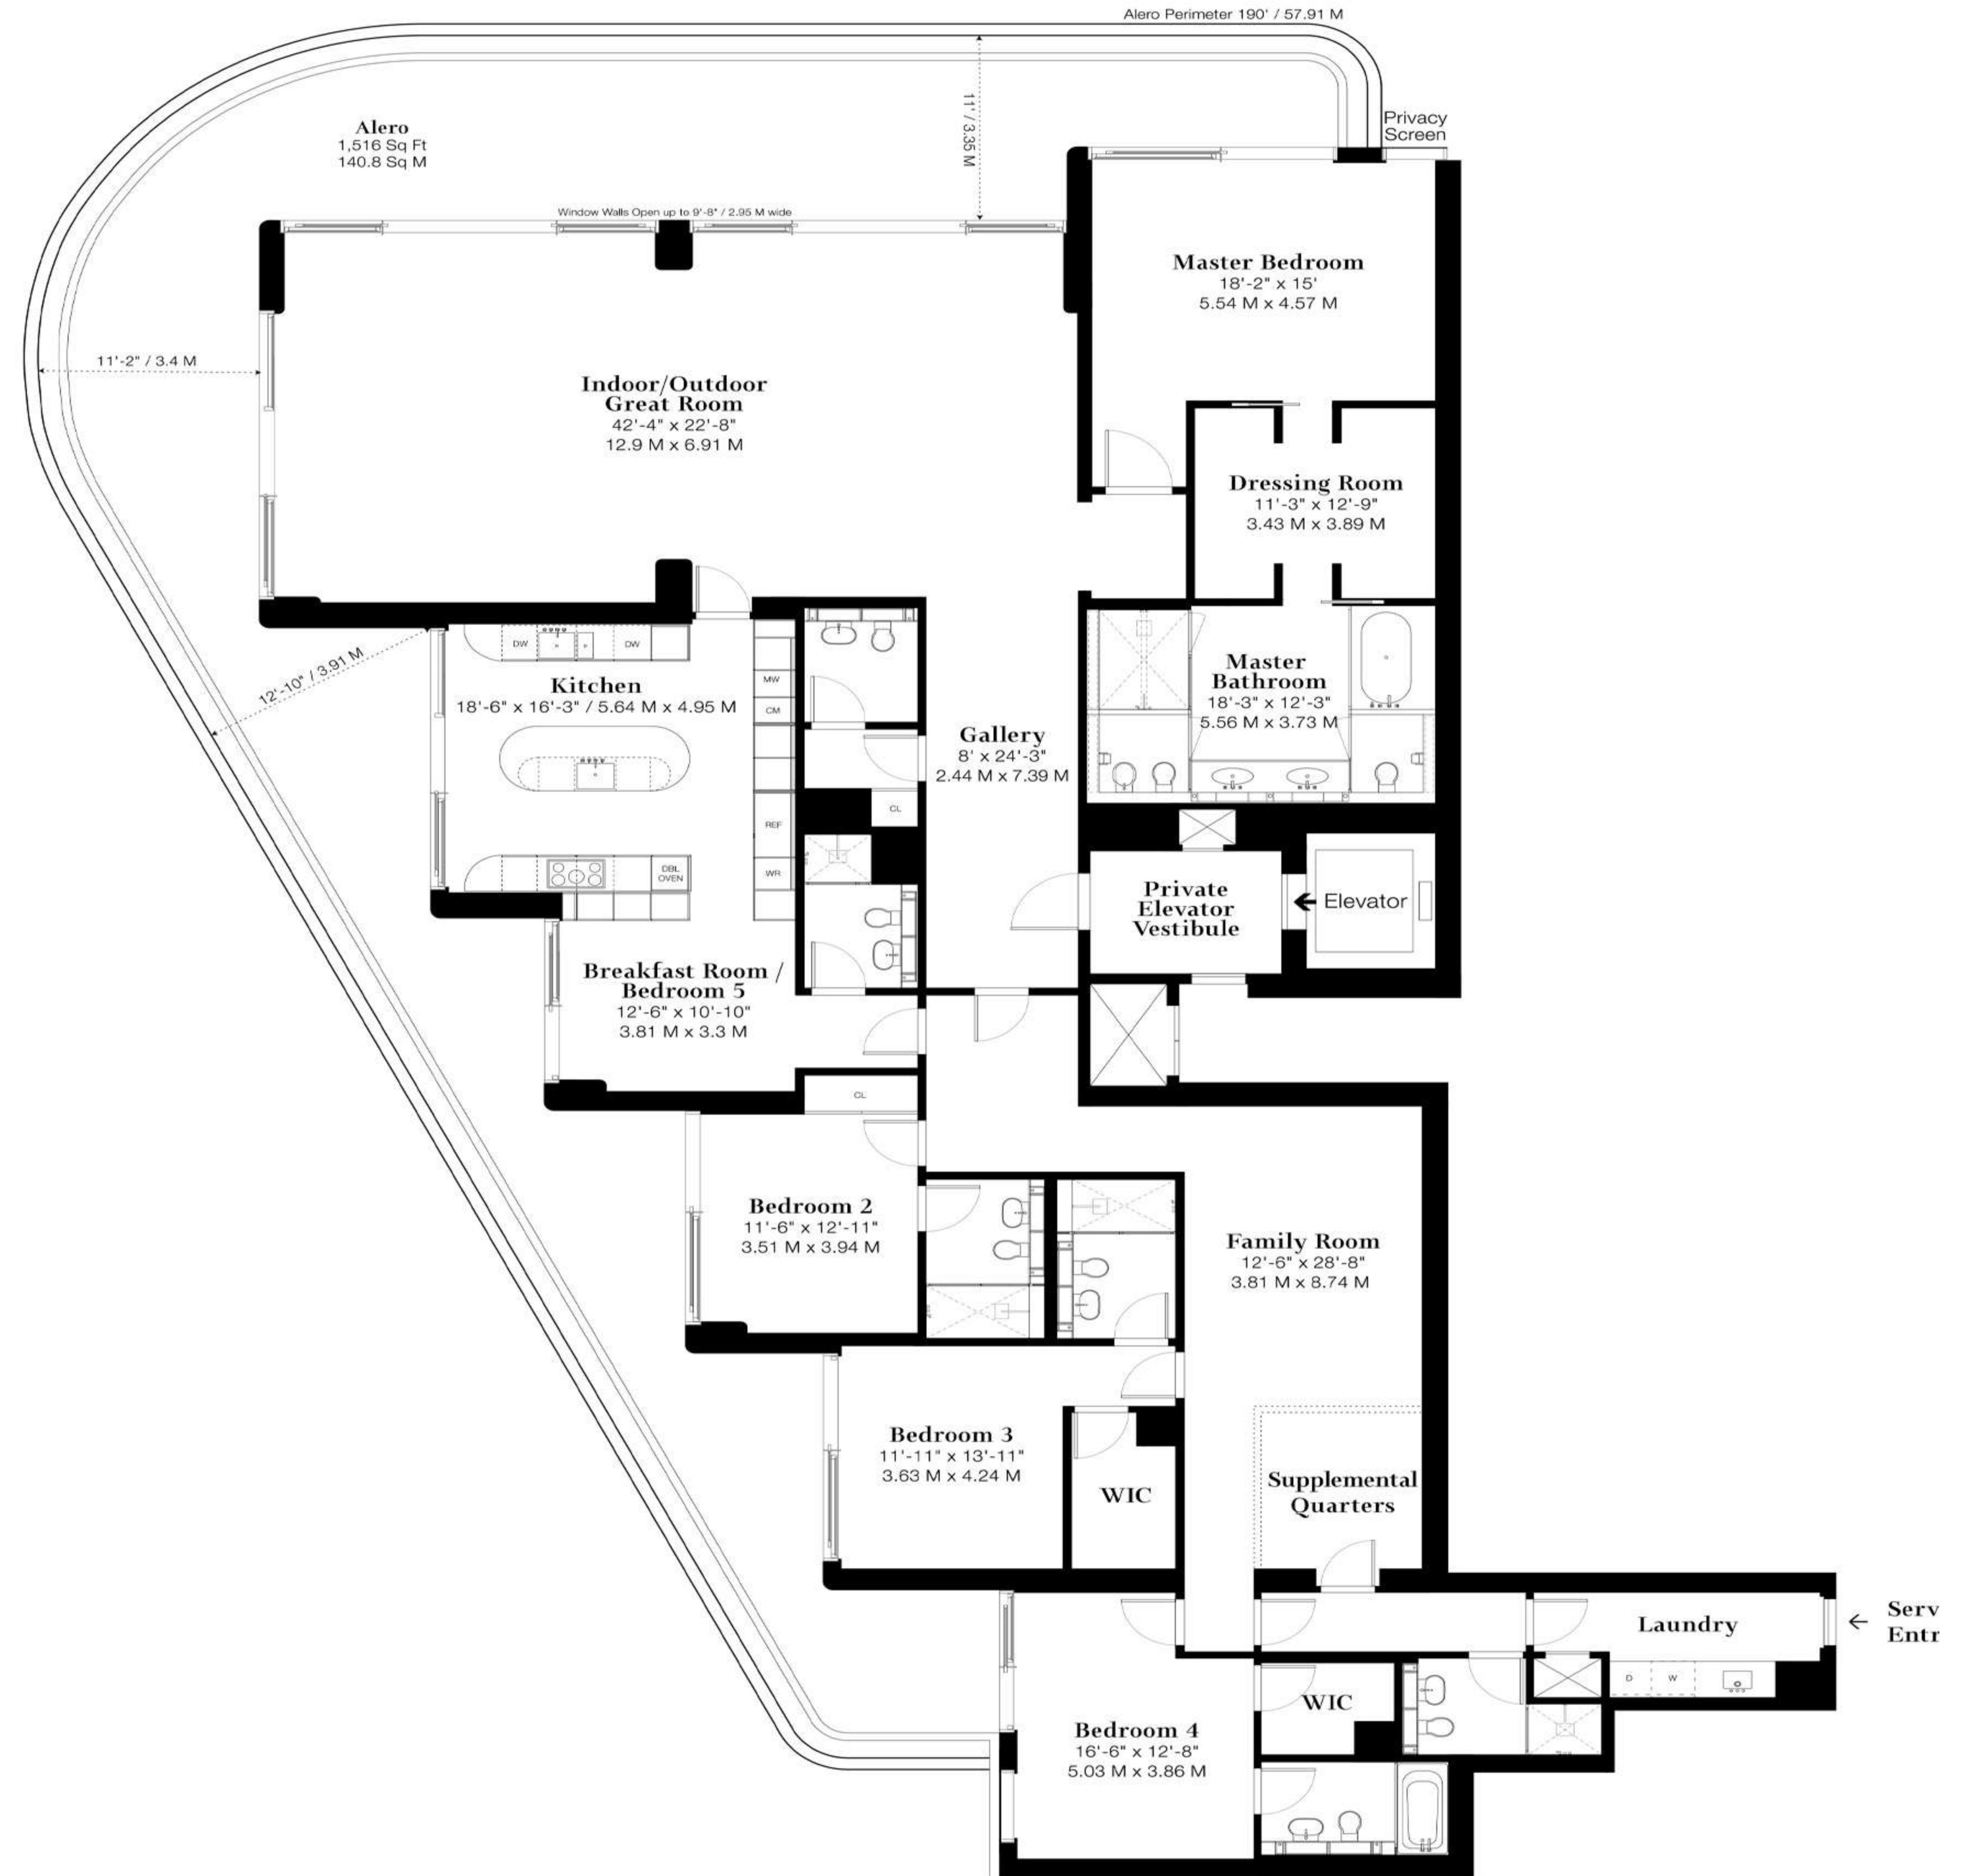 Alero Perimeter 190' / 57.91 M
Privacy
Screen
Alero
1,516 Sq Ft
140.8 Sq M
11' / 3.35 M
Window Walls Open up to 9'-8" / 2.95 M wide
Master Bedroom
18'-2" x 15'
5.54 M x 4.57 M
11'-2" / 3.4 M
Indoor/Outdoor
Great Room
42'-4" x 22'-8"
12.9 M x 6.91 M
Dressing Room
11'-3" x 12'-9"
3.43 M x 3.89 M
12'-10" / 3.91 M
DW
DW
Kitchen
18'-6" x 16'-3" / 5.64 M x 4.95 M
MW
CM
REF
WR
DBL
OVEN
CL
Gallery
8' x 24'-3"
2.44 M x 7.39 M
Master
Bathroom
18'-3" x 12'-3"
5.56 M x 3.73 M
Private
Elevator
Vestibule
← Elevator
Breakfast Room /
Bedroom 5
12'-6" x 10'-10"
3.81 M x 3.3 M
CL
Bedroom 2
11'-6" x 12'-11"
3.51 M x 3.94 M
Family Room
12'-6" x 28'-8"
3.81 M x 8.74 M
Bedroom 3
11'-11" x 13'-11"
3.63 M x 4.24 M
WIC
Supplemental
Quarters
Laundry
← Serv
Entr
D
W
WIC
Bedroom 4
16'-6" x 12'-8"
5.03 M x 3.86 M